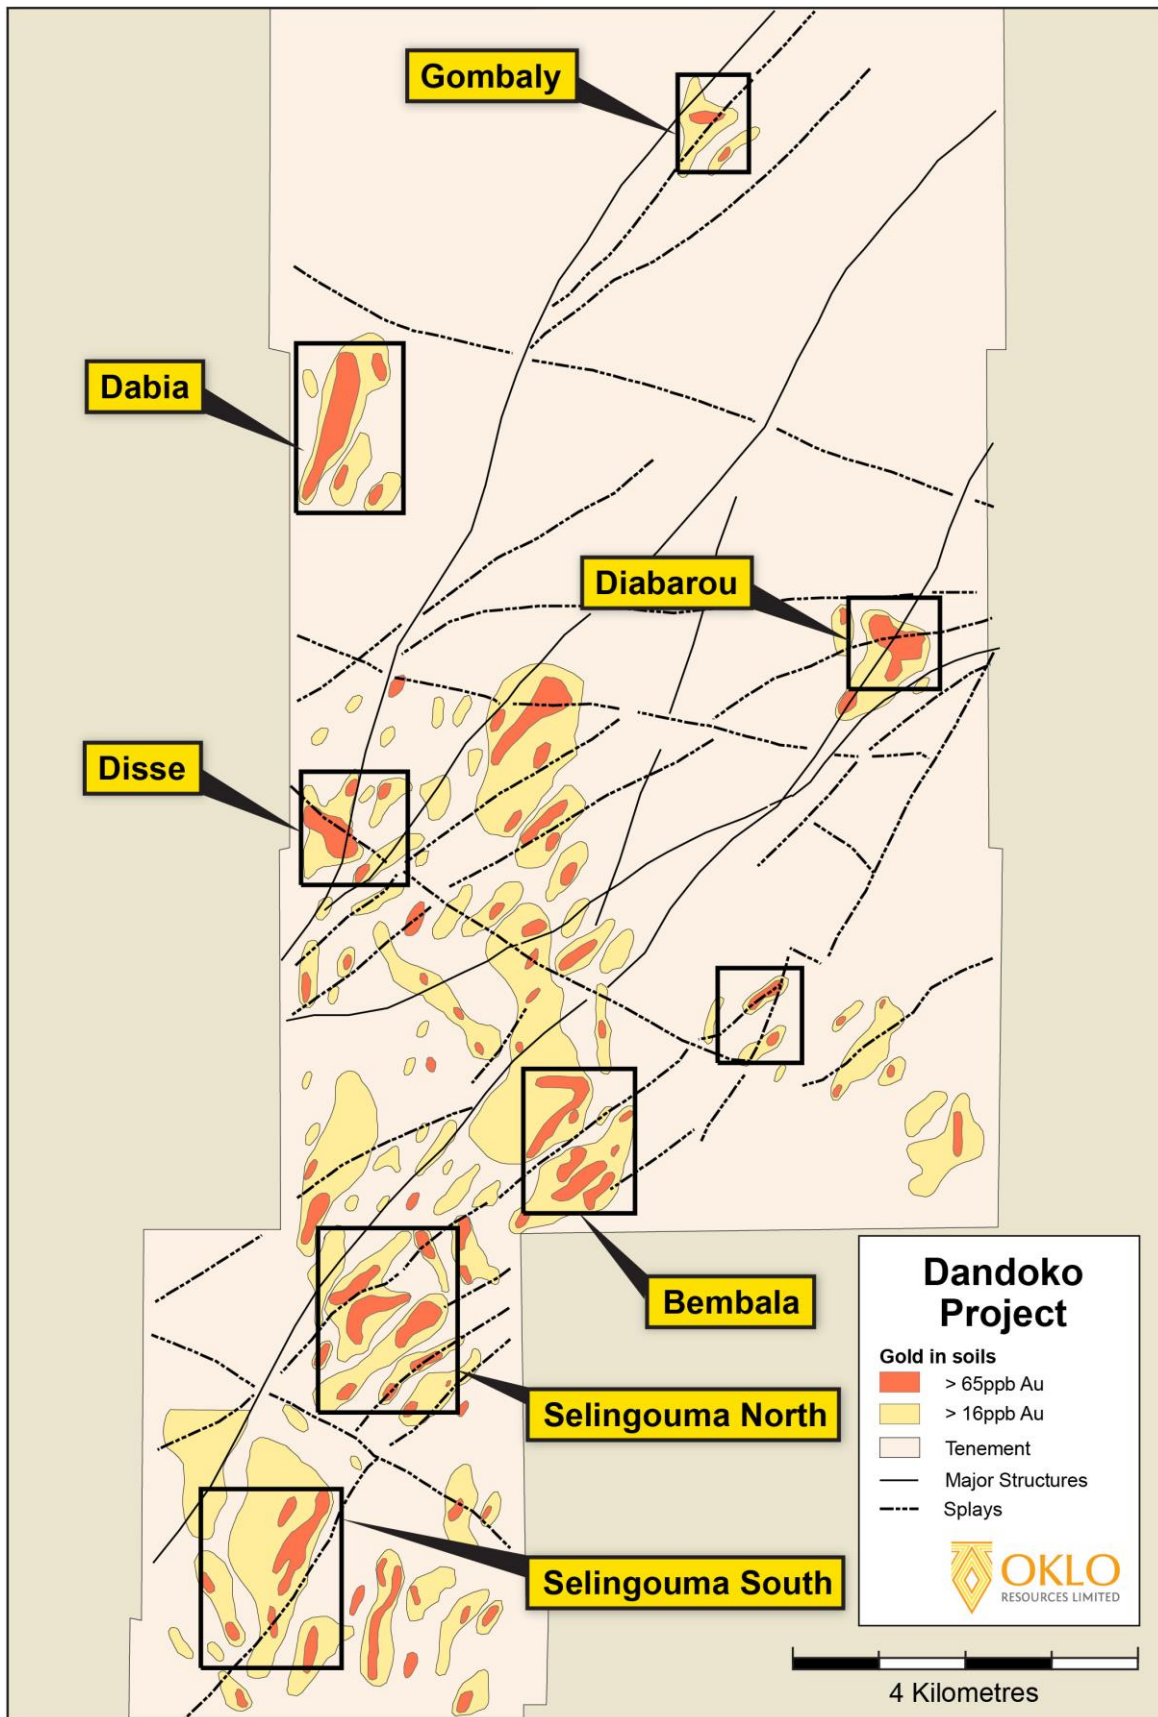 Gombaly
Dabia
Diabarou
Disse
Bembala
Selingouma North
Selingouma South
Dandoko
Project
Gold in soils
> 65ppb Au
> 16ppb Au
Tenement
Major Structures
Splays
OKLO
RESOURCES LIMITED
4 Kilometres